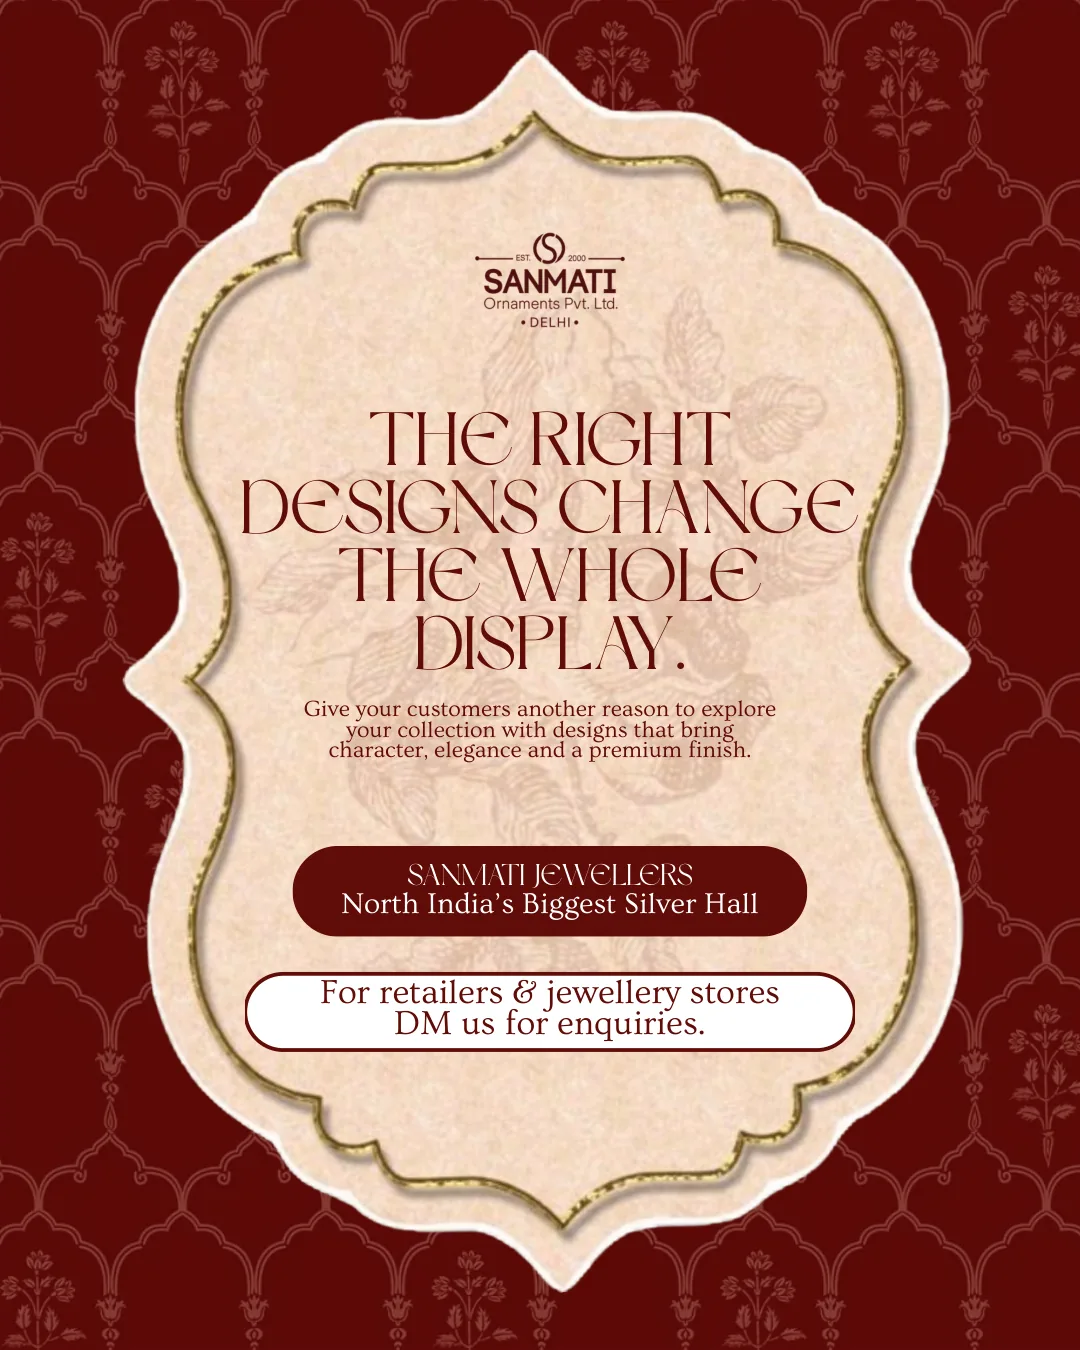 EST. S 2000
SANMATI
Ornaments Pvt. Ltd.
• DELHI •
THE RIGHT
DESIGNS CHANGE
THE WHOLE
DISPLAY.
Give your customers another reason to explore
your collection with designs that bring
character, elegance and a premium finish.
SANMATI JEWELLERS
North India's Biggest Silver Hall
For retailers & jewellery stores
DM us for enquiries.